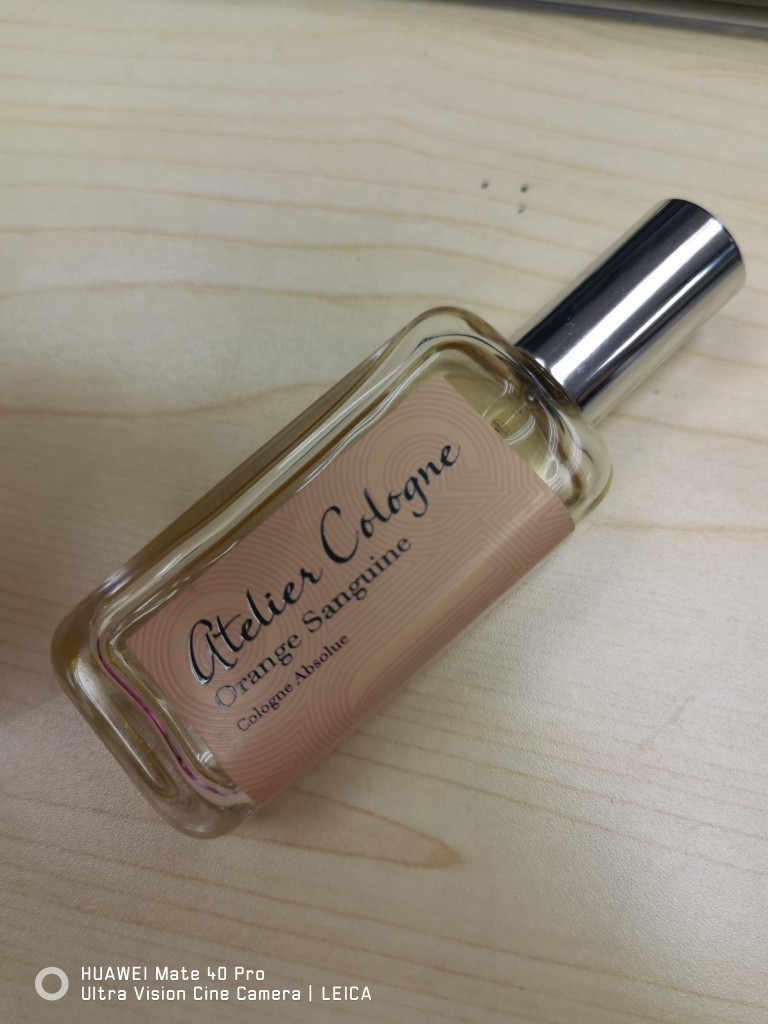 Atelier Cologne
Orange Sanguine
Cologne Absolue
HUAWEI Mate 40 Pro
Ultra Vision Cine Camera | LEICA